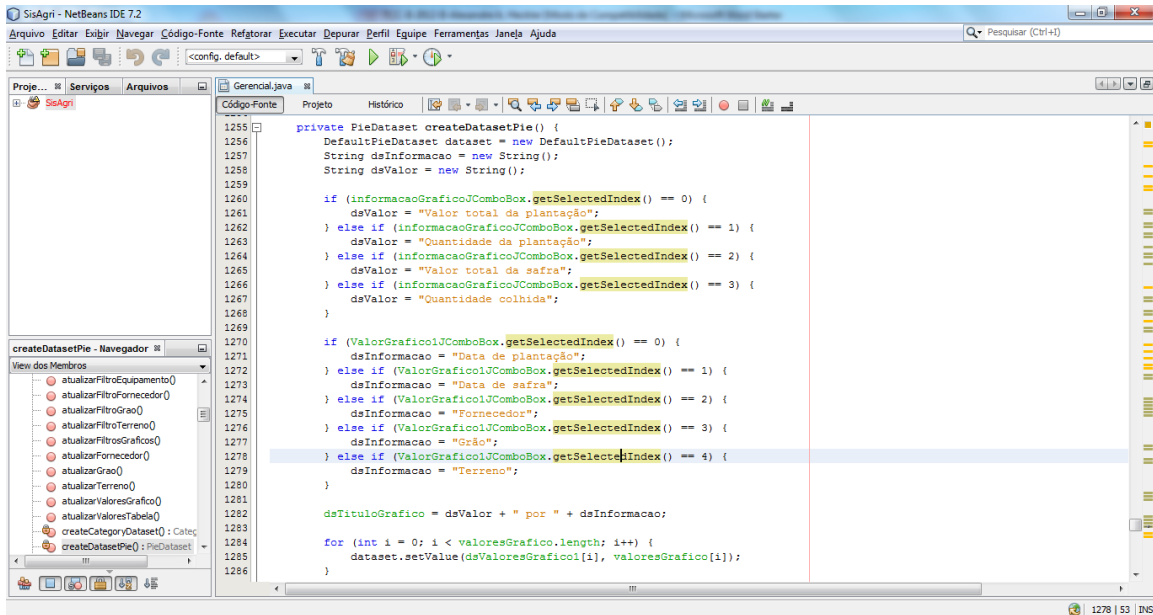 SisAgri - NetBeans IDE 7.2
Arquivo Editar Exibir Navegar Código-Fonte Refatorar Executar Depurar Perfil Equipe Ferramentas Janela Ajuda
Pesquisar (Ctrl+I)
<config. default>
Proje... Serviços Arquivos
SisAgri
Gerencial.java
Código-Fonte Projeto Histórico
1255 private PieDataset createDatasetPie() {
1256 DefaultPieDataset dataset = new DefaultPieDataset();
1257 String dsInformacao = new String();
1258 String dsValor = new String();
1259
1260 if (informacaoGraficoJComboBox.getSelectedIndex() == 0) {
1261 dsValor = "Valor total da plantação";
1262 } else if (informacaoGraficoJComboBox.getSelectedIndex() == 1) {
1263 dsValor = "Quantidade da plantação";
1264 } else if (informacaoGraficoJComboBox.getSelectedIndex() == 2) {
1265 dsValor = "Valor total da safra";
1266 } else if (informacaoGraficoJComboBox.getSelectedIndex() == 3) {
1267 dsValor = "Quantidade colhida";
1268 }
1269
1270 if (ValorGrafico1JComboBox.getSelectedIndex() == 0) {
1271 dsInformacao = "Data de plantação";
1272 } else if (ValorGrafico1JComboBox.getSelectedIndex() == 1) {
1273 dsInformacao = "Data de safra";
1274 } else if (ValorGrafico1JComboBox.getSelectedIndex() == 2) {
1275 dsInformacao = "Fornecedor";
1276 } else if (ValorGrafico1JComboBox.getSelectedIndex() == 3) {
1277 dsInformacao = "Grão";
1278 } else if (ValorGrafico1JComboBox.getSelectedIndex() == 4) {
1279 dsInformacao = "Terreno";
1280 }
1281
1282 dsTituloGrafico = dsValor + " por " + dsInformacao;
1283
1284 for (int i = 0; i < valoresGrafico.length; i++) {
1285 dataset.setValue(dsValoresGrafico1[i], valoresGrafico[i]);
1286 }
createDatasetPie - Navegador
View dos Membros
atualizarFiltroEquipamento()
atualizarFiltroFornecedor()
atualizarFiltroGrao()
atualizarFiltroTerreno()
atualizarFiltrosGraficos()
atualizarFornecedor()
atualizarGrao()
atualizarTerreno()
atualizarValoresGrafico()
atualizarValoresTabela()
createCategoryDataset() : Categ
createDatasetPie() : PieDataset
1278 | 53 INS